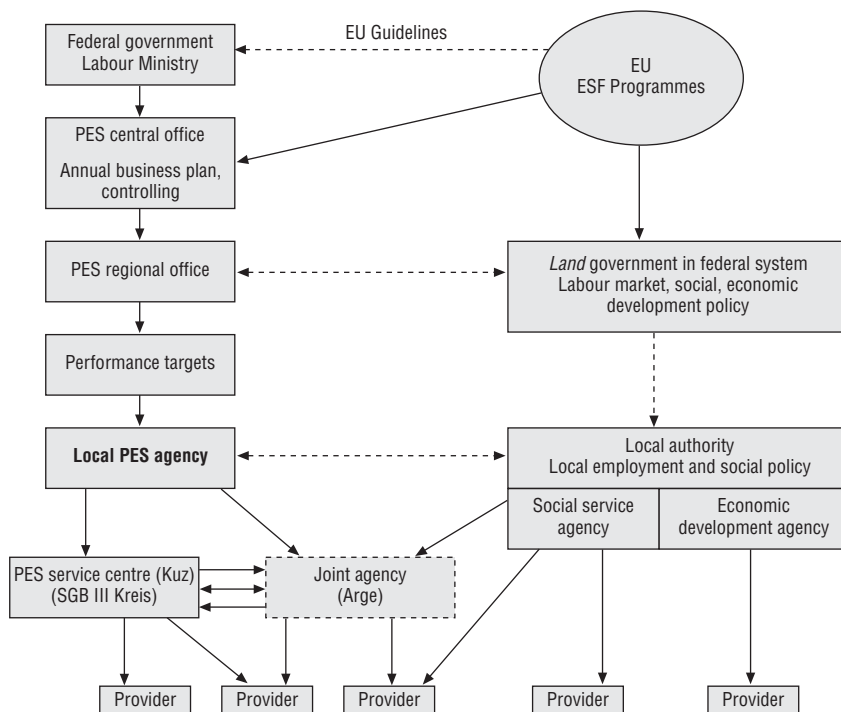 Federal government
Labour Ministry
EU Guidelines
EU
ESF Programmes
PES central office
Annual business plan,
controlling
PES regional office
Land government in federal system
Labour market, social, economic
development policy
Performance targets
Local PES agency
Local authority
Local employment and social policy
Social service
agency
Economic
development agency
PES service centre (Kuz)
(SGB III Kreis)
Joint agency
(Arge)
Provider
Provider
Provider
Provider
Provider